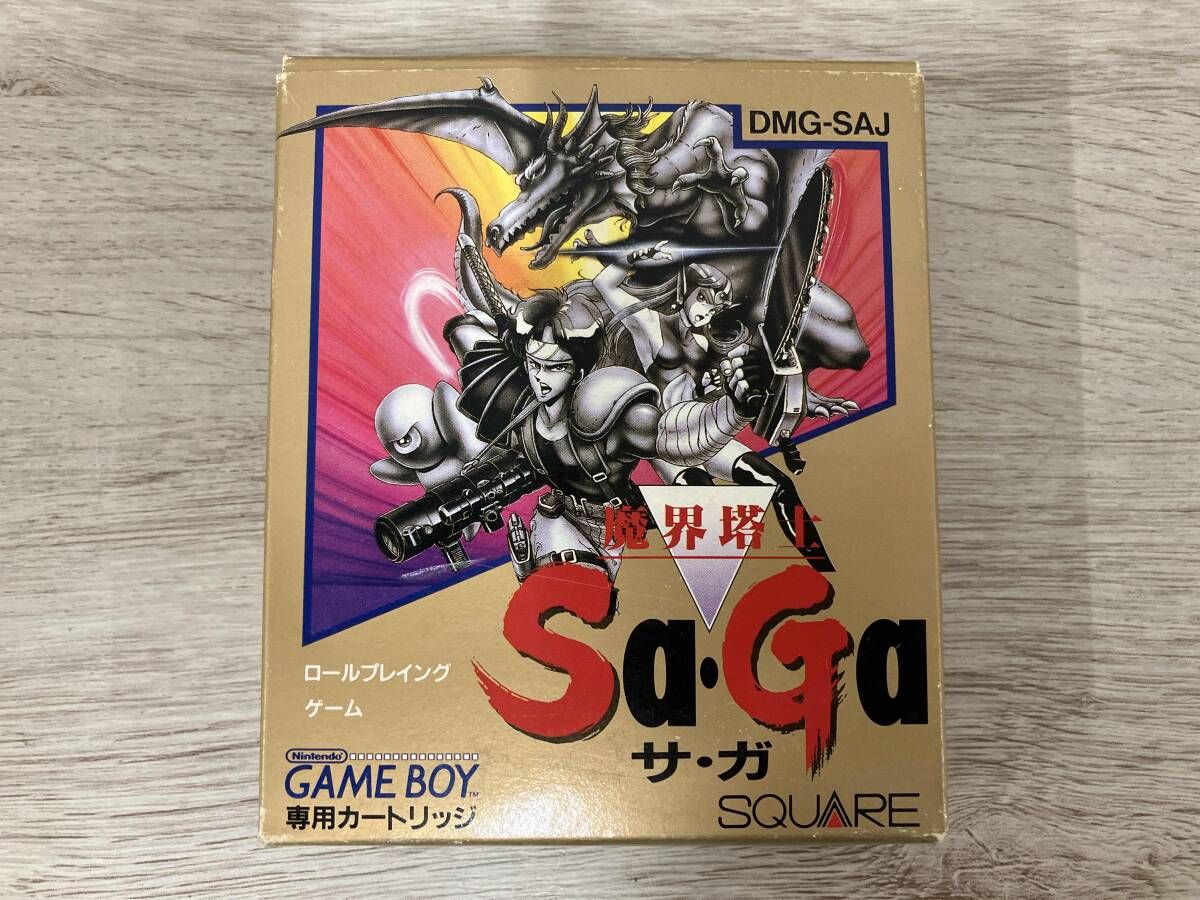 DMG-SAJ
魔界塔士
Sa・Ga
サ・ガ
ロールプレイング
ゲーム
Nintendo
GAME BOY™
専用カートリッジ
SQUARE